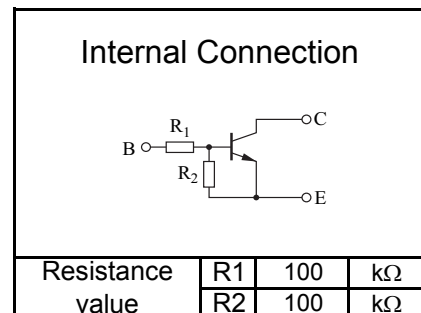 Internal Connection
C
R1
B
R2
E
Resistance value R1 100 kΩ
R2 100 kΩ